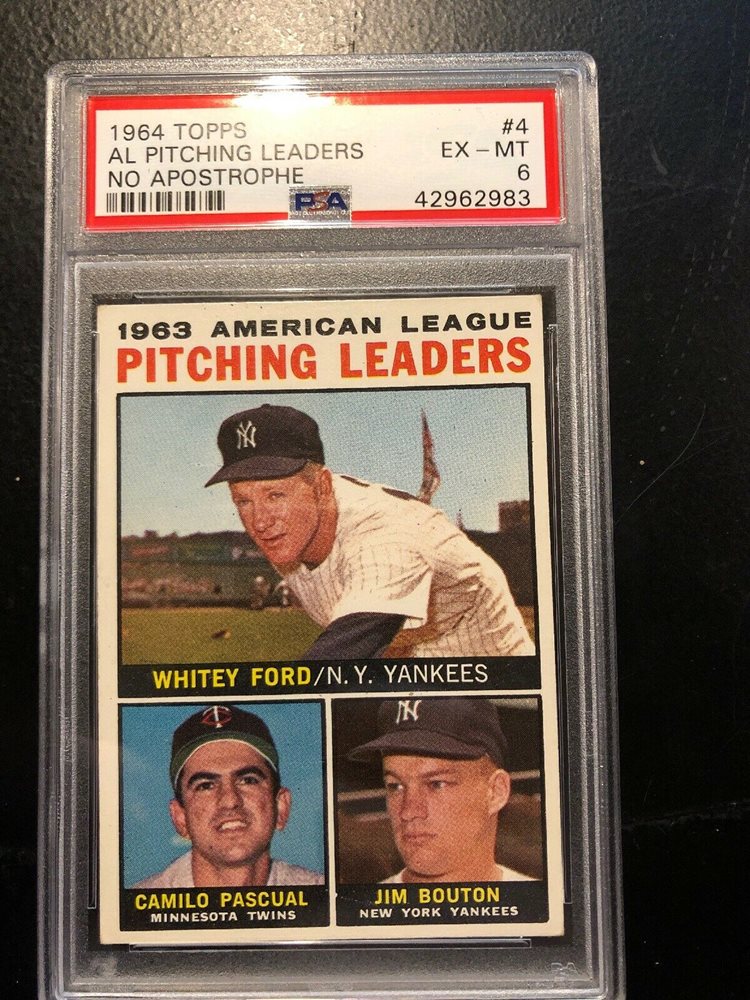 1964 TOPPS #4
AL PITCHING LEADERS EX - MT
NO APOSTROPHE 6
PSA 42962983
1963 AMERICAN LEAGUE
PITCHING LEADERS
NY
WHITEY FORD/N.Y. YANKEES
TC
NY
CAMILO PASCUAL
MINNESOTA TWINS
JIM BOUTON
NEW YORK YANKEES